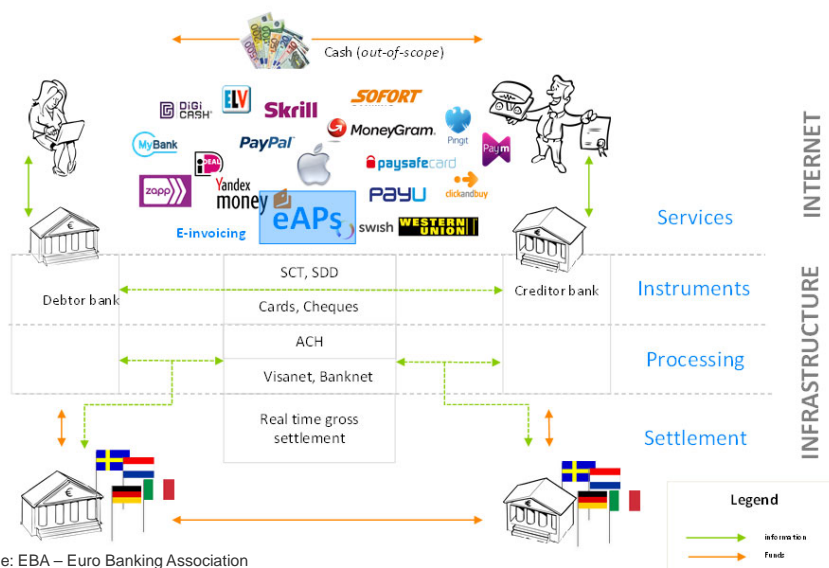 Cash (out-of-scope)
DIGICASH
ELV
Skrill
SOFORT
MyBank
PayPal
MoneyGram.
Pingit
Paym
iDEAL
paysafecard
zapp
Yandex
money
PAYU
clickandbuy
eAPs
E-invoicing
swish
WESTERN
UNION
Services
INTERNET
Debtor bank
SCT, SDD
Cards, Cheques
Creditor bank
Instruments
ACH
Visanet, Banknet
Processing
Real time gross
settlement
Settlement
INFRASTRUCTURE
Legend
information
Funds
e: EBA – Euro Banking Association